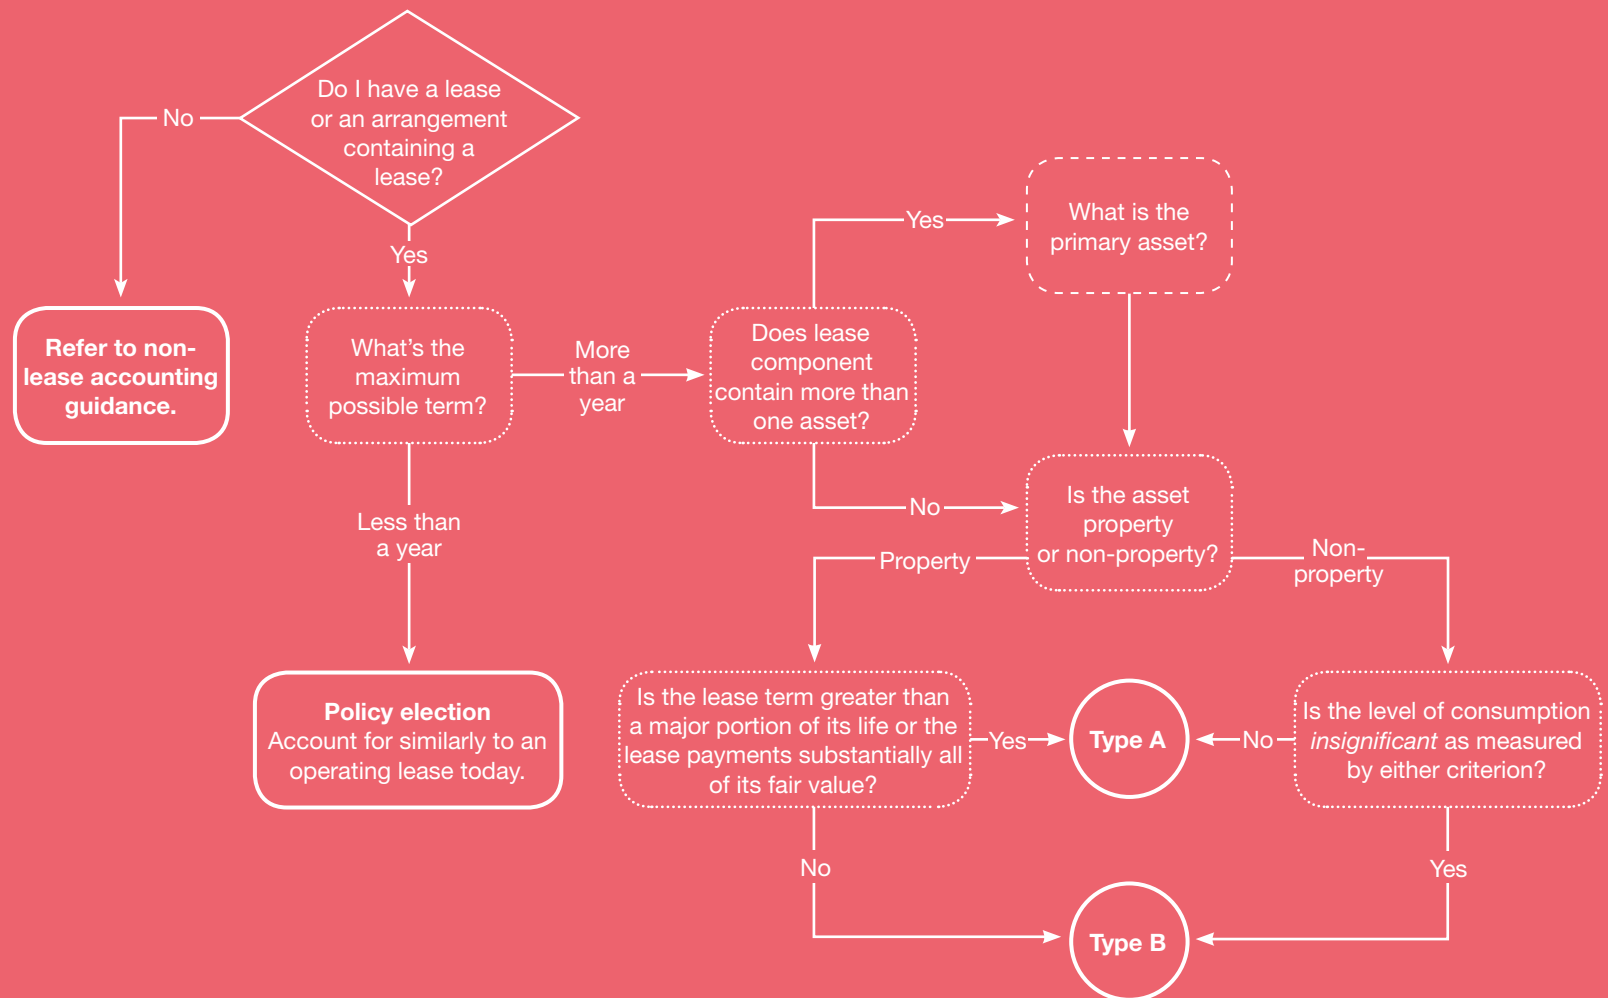 Do I have a lease
or an arrangement
containing a
lease?
No
Yes
Refer to non-
lease accounting
guidance.
What's the
maximum
possible term?
More
than a
year
Less than
a year
Policy election
Account for similarly to an
operating lease today.
Does lease
component
contain more than
one asset?
Yes
No
What is the
primary asset?
Is the asset
property
or non-property?
Property
Non-
property
Is the lease term greater than
a major portion of its life or the
lease payments substantially all
of its fair value?
Yes
No
Type A
Is the level of consumption
insignificant as measured
by either criterion?
No
Yes
Type B